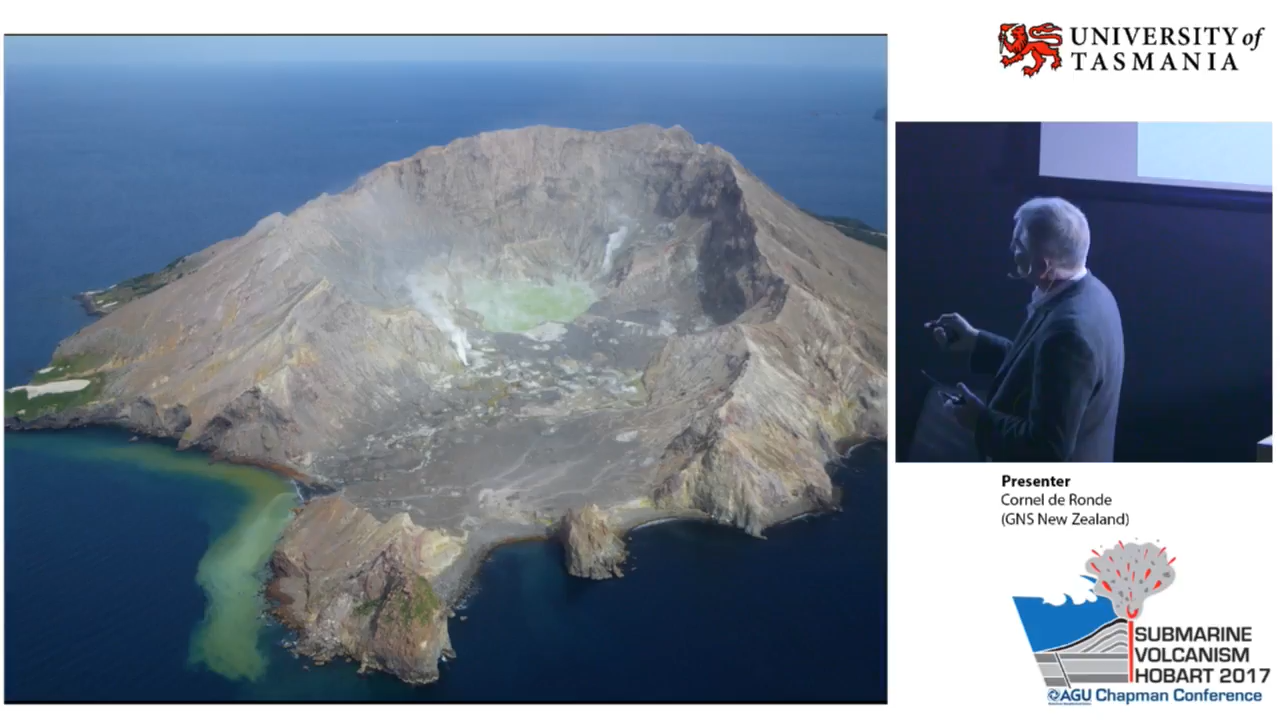 UNIVERSITY of
TASMANIA
Presenter
Cornel de Ronde
(GNS New Zealand)
SUBMARINE
VOLCANISM
HOBART 2017
AGU Chapman Conference